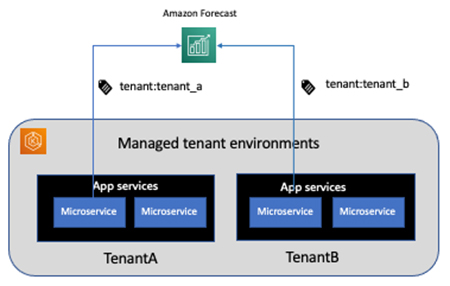 Amazon Forecast
tenant:tenant_a
tenant:tenant_b
Managed tenant environments
App services
Microservice
Microservice
TenantA
App services
Microservice
Microservice
TenantB